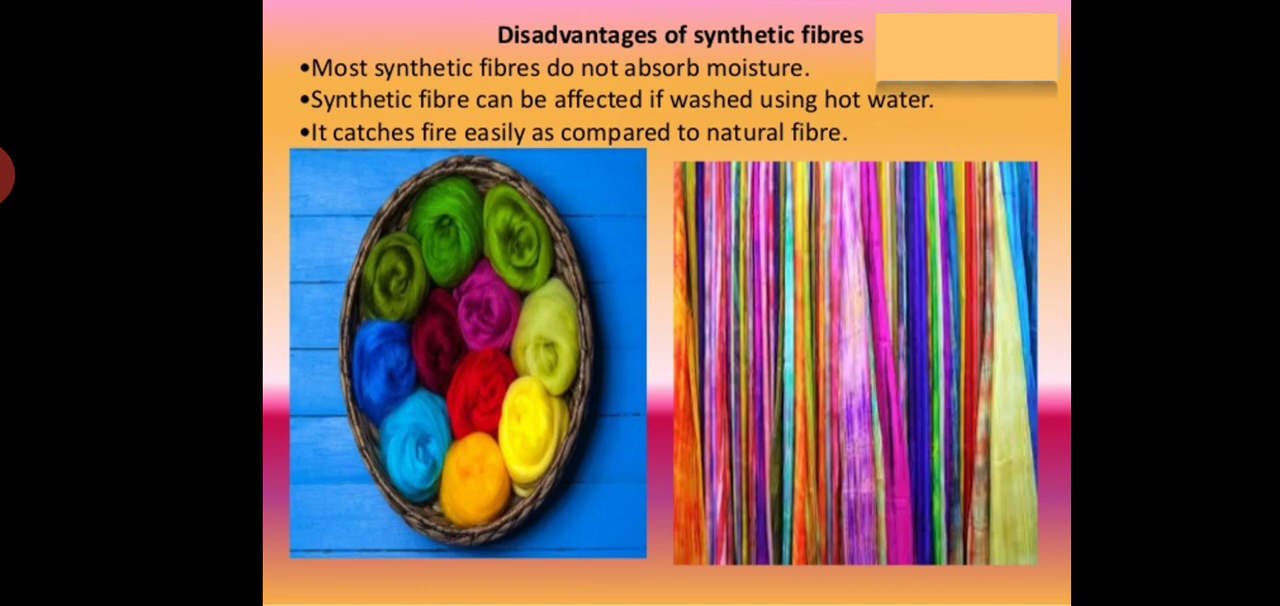 Disadvantages of synthetic fibres
•Most synthetic fibres do not absorb moisture.
•Synthetic fibre can be affected if washed using hot water.
•It catches fire easily as compared to natural fibre.